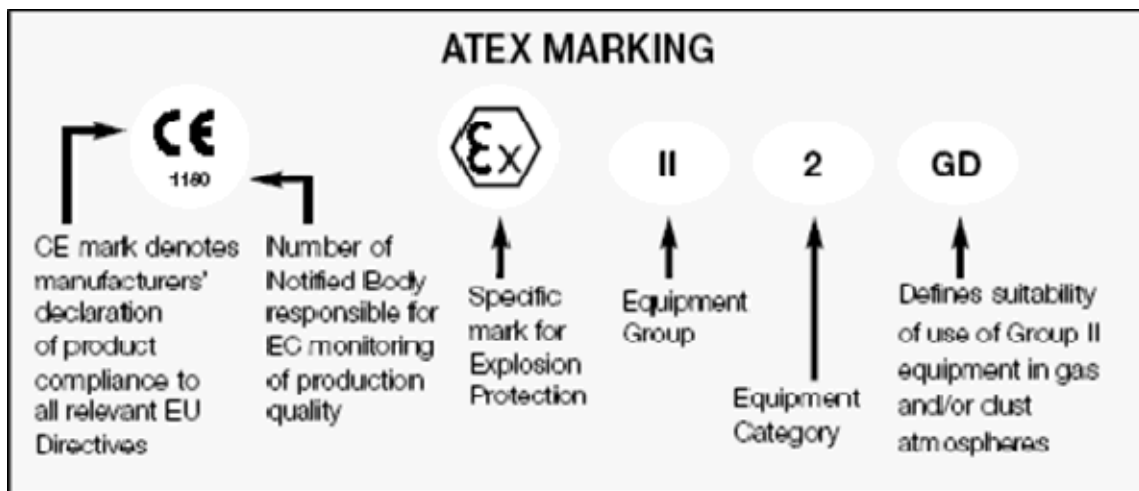 ATEX MARKING
CE
1180
Ex
II
2
GD
CE mark denotes
manufacturers'
declaration
of product
compliance to
all relevant EU
Directives
Number of
Notified Body
responsible for
EC monitoring
of production
quality
Specific
mark for
Explosion
Protection
Equipment
Group
Equipment
Category
Defines suitability
of use of Group II
equipment in gas
and/or dust
atmospheres